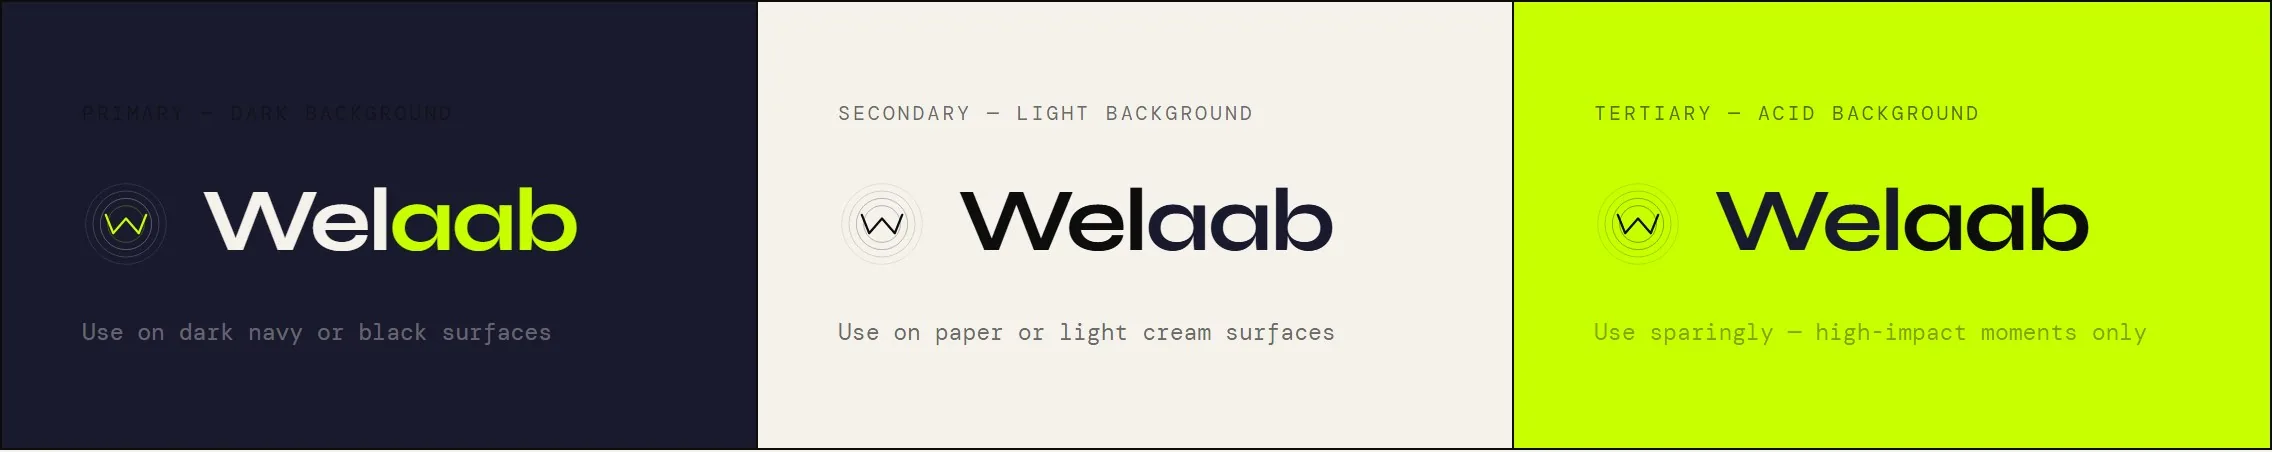 PRIMARY — DARK BACKGROUND
W Welaab
Use on dark navy or black surfaces
SECONDARY — LIGHT BACKGROUND
W Welaab
Use on paper or light cream surfaces
TERTIARY — ACID BACKGROUND
W Welaab
Use sparingly — high-impact moments only